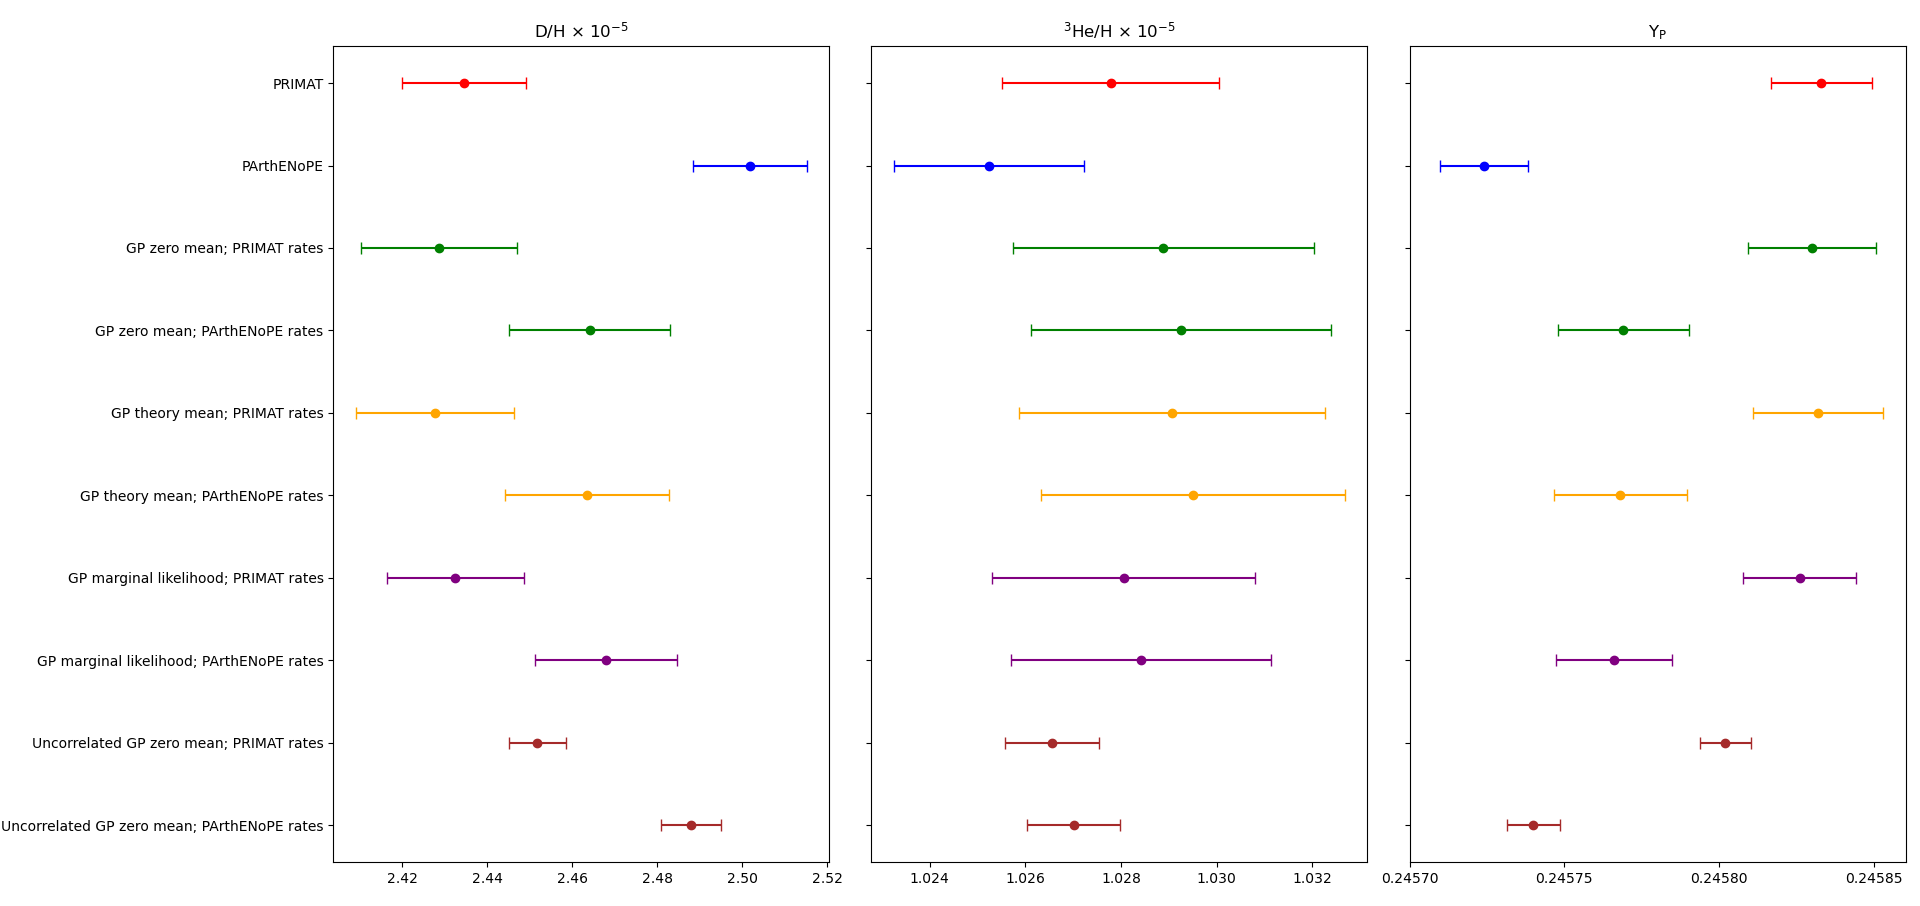 D/H × 10⁻⁵ ³He/H × 10⁻⁵ Y_P
PRIMAT
PArthENoPE
GP zero mean; PRIMAT rates
GP zero mean; PArthENoPE rates
GP theory mean; PRIMAT rates
GP theory mean; PArthENoPE rates
GP marginal likelihood; PRIMAT rates
GP marginal likelihood; PArthENoPE rates
Uncorrelated GP zero mean; PRIMAT rates
Uncorrelated GP zero mean; PArthENoPE rates
2.42 2.44 2.46 2.48 2.50 2.52 1.024 1.026 1.028 1.030 1.032 0.24570 0.24575 0.24580 0.24585